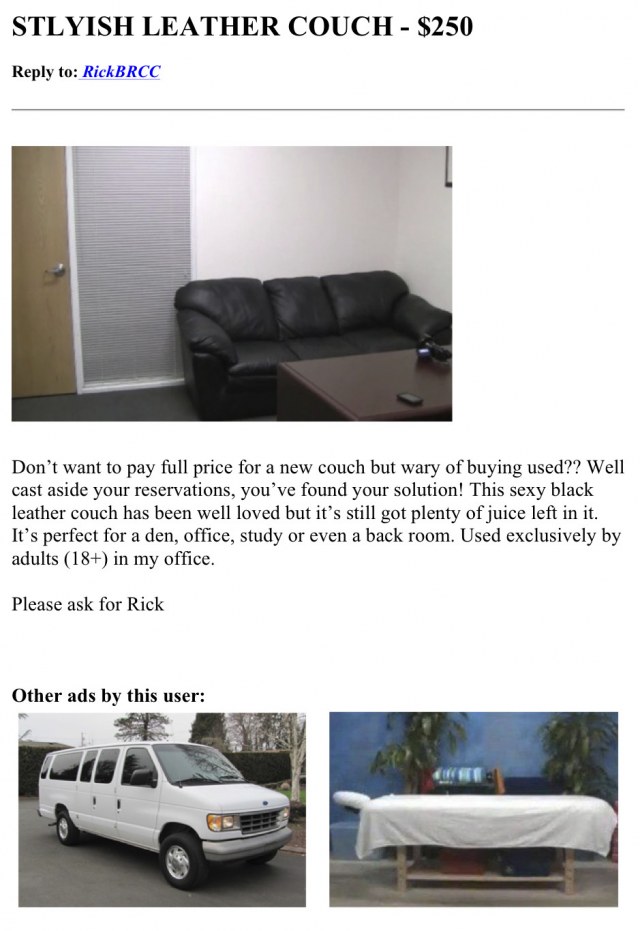 STLYISH LEATHER COUCH - $250
Reply to: RickBRCC
Don’t want to pay full price for a new couch but wary of buying used?? Well
cast aside your reservations, you’ve found your solution! This sexy black
leather couch has been well loved but it’s still got plenty of juice left in it.
It’s perfect for a den, office, study or even a back room. Used exclusively by
adults (18+) in my office.
Please ask for Rick
Other ads by this user: